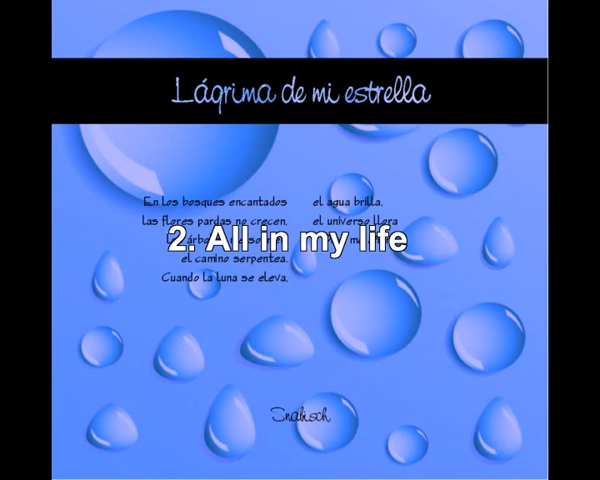 Lágrima de mi estrella
En los bosques encantados
las flores pardas no crecen,
el camino serpentea.
Cuando la luna se eleva,
el agua brilla,
el universo llora
2. All in my life